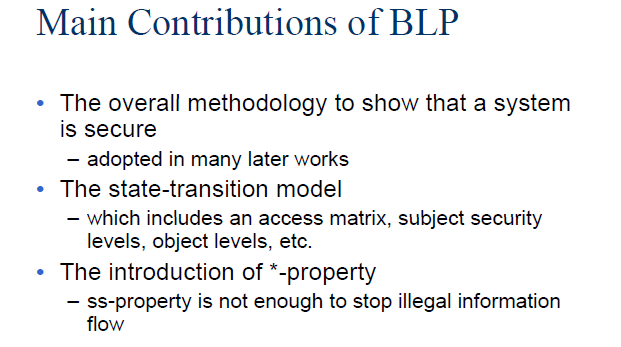 Main Contributions of BLP
• The overall methodology to show that a system
is secure
– adopted in many later works
• The state-transition model
– which includes an access matrix, subject security
levels, object levels, etc.
• The introduction of *-property
– ss-property is not enough to stop illegal information
flow